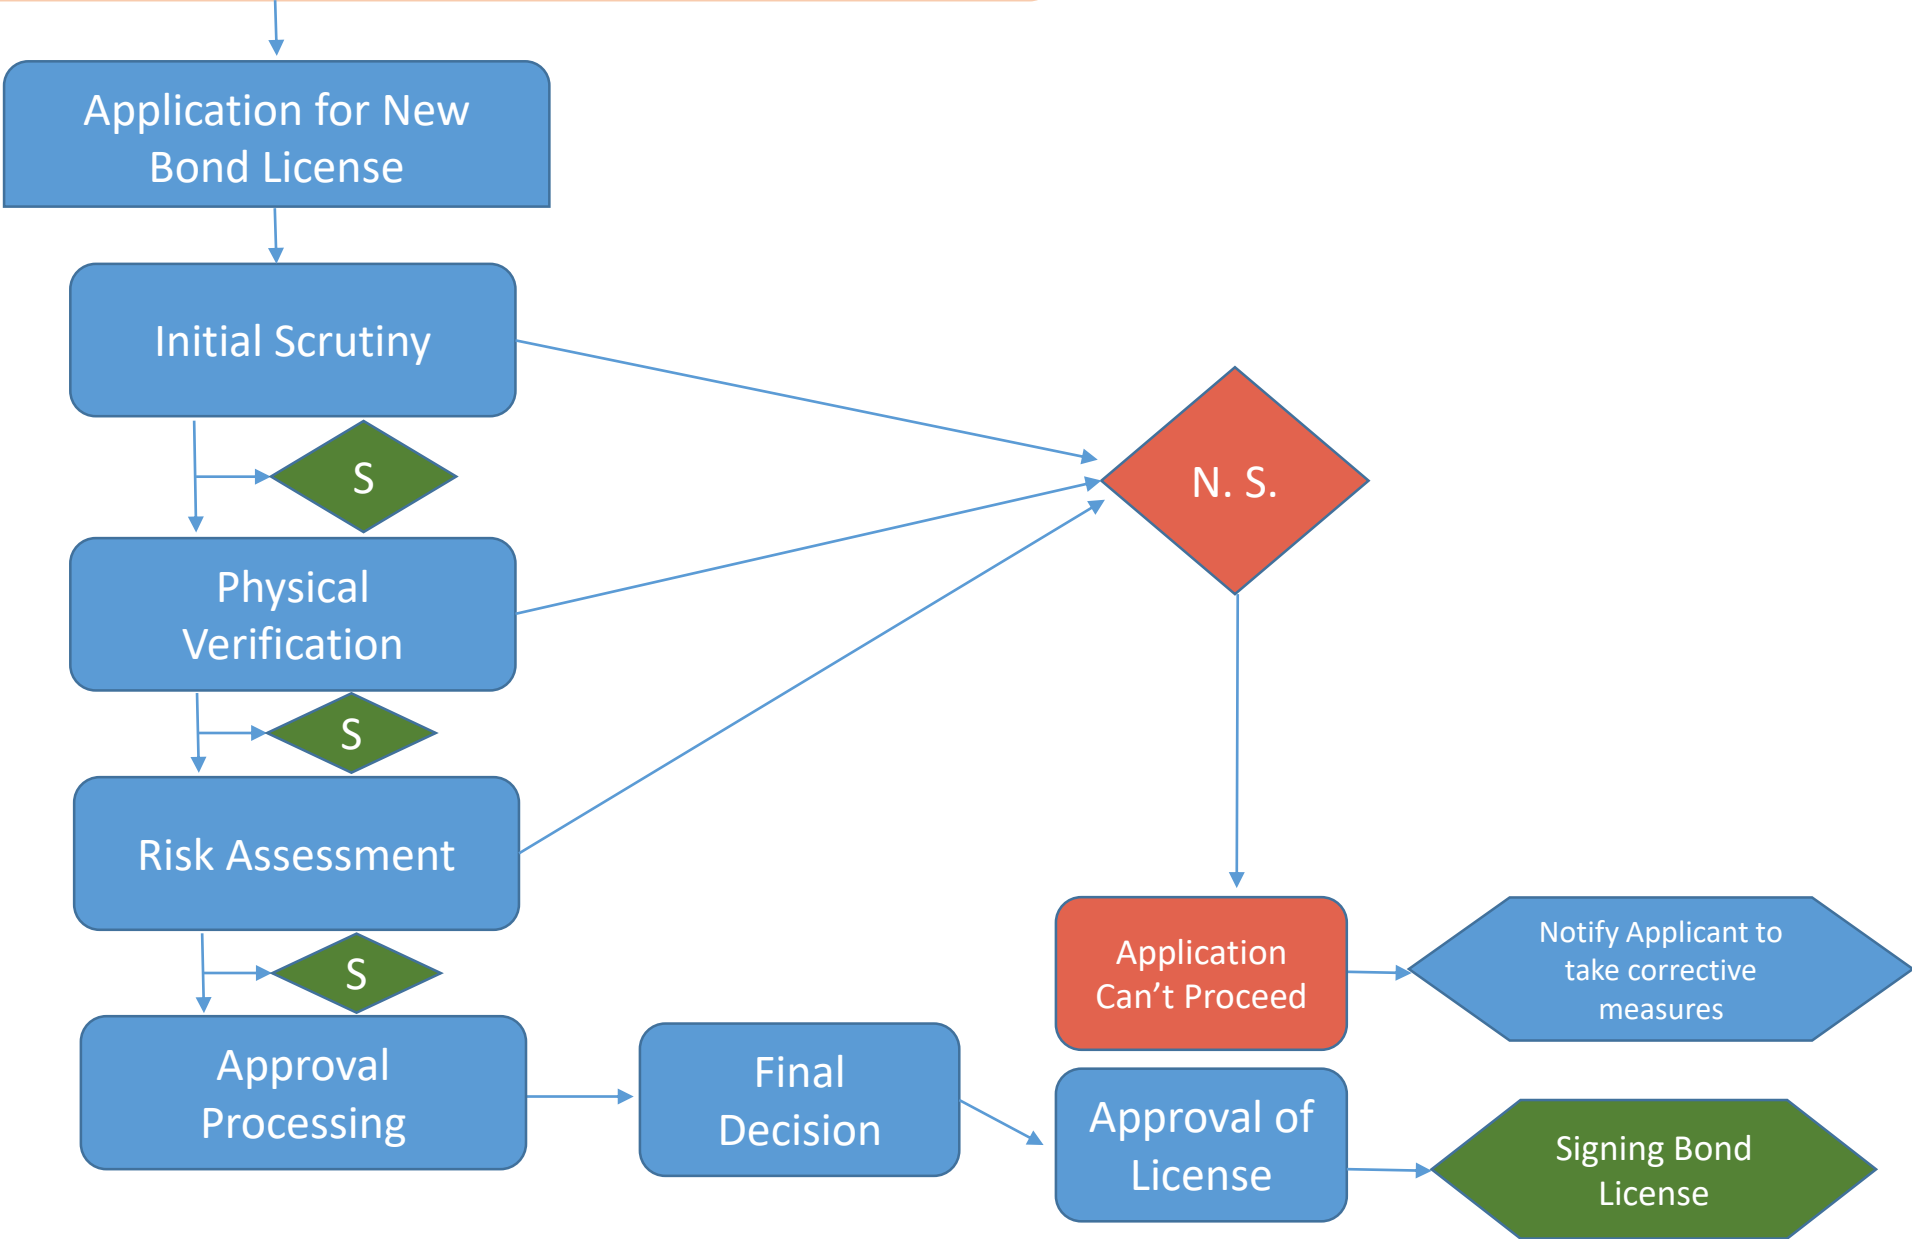 Application for New
Bond License
Initial Scrutiny
S
N. S.
Physical
Verification
S
Risk Assessment
S
Application
Can’t Proceed
Notify Applicant to
take corrective
measures
Approval
Processing
Final
Decision
Approval of
License
Signing Bond
License